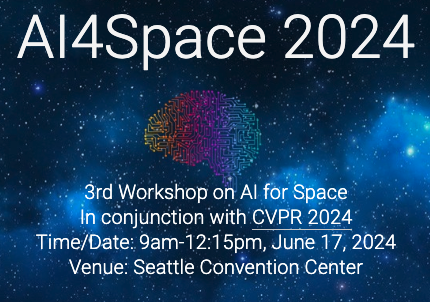 AI4Space 2024
3rd Workshop on AI for Space
In conjunction with CVPR 2024
Time/Date: 9am-12:15pm, June 17, 2024
Venue: Seattle Convention Center